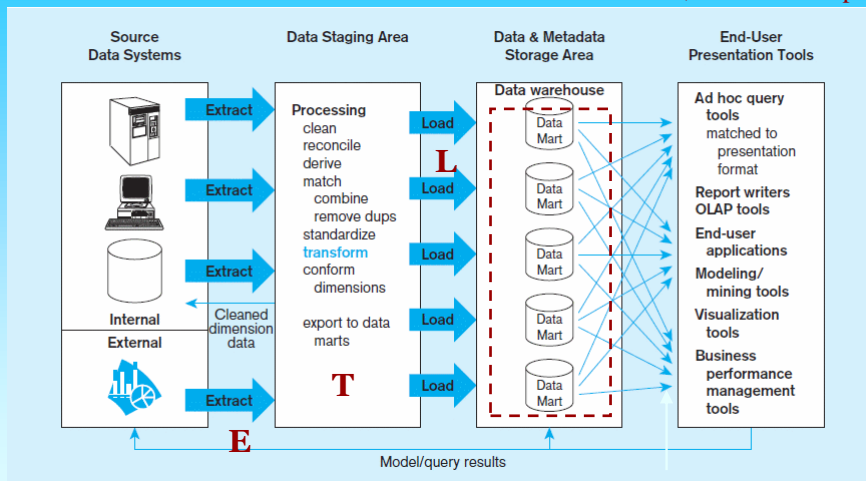 Source
Data Systems
Data Staging Area
Data & Metadata
Storage Area
End-User
Presentation Tools
Extract
Extract
Extract
Extract
Internal
External
Cleaned
dimension
data
E
Processing
clean
reconcile
derive
match
combine
remove dups
standardize
transform
conform
dimensions
export to data
marts
T
Load
L
Load
Load
Load
Load
Data warehouse
Data
Mart
Data
Mart
Data
Mart
Data
Mart
Data
Mart
Ad hoc query
tools
matched to
presentation
format
Report writers
OLAP tools
End-user
applications
Modeling/
mining tools
Visualization
tools
Business
performance
management
tools
Model/query results